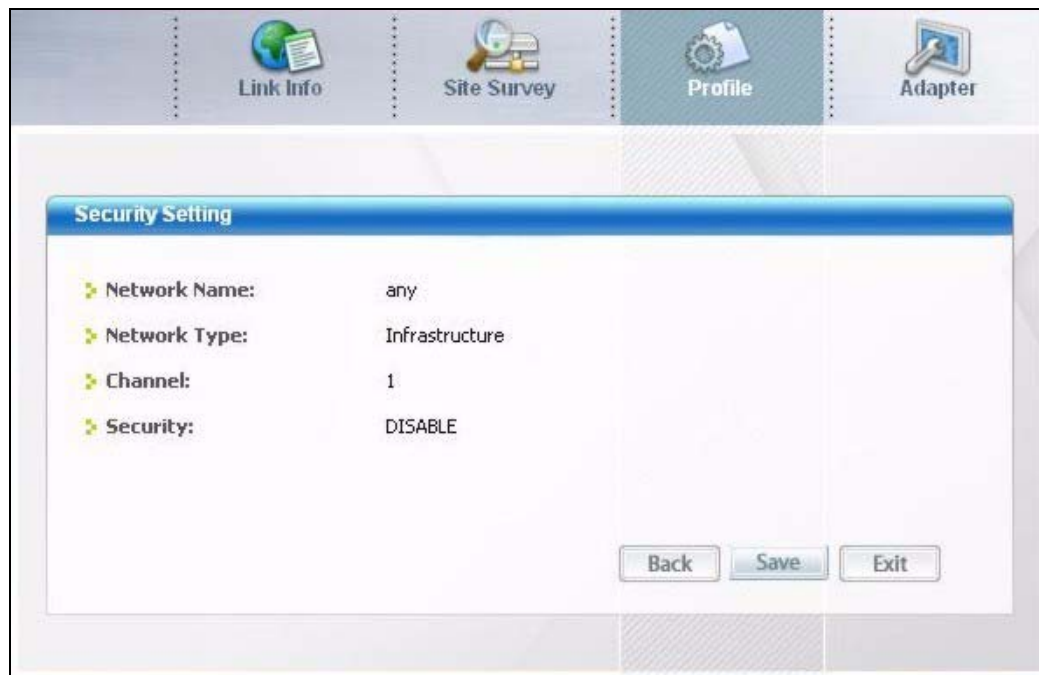 Link Info
Site Survey
Profile
Adapter
Security Setting
Network Name: any
Network Type: Infrastructure
Channel: 1
Security: DISABLE
Back
Save
Exit